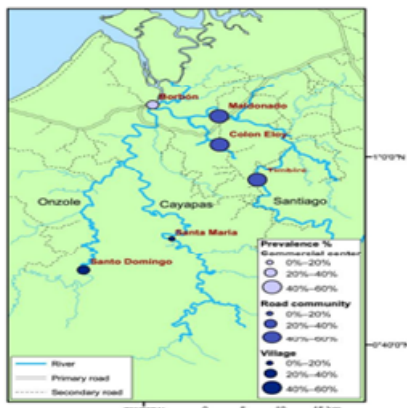 Borbón
Maldonado
Colon Eloy
1°0'0"N
Timbire
Onzole
Cayapas
Santiago
Santa Maria
Santo Domingo
Prevalence %
Commercial center
0%–20%
20%–40%
40%–60%
Road community
0%–20%
20%–40%
40%–60%
Village
0%–20%
20%–40%
40%–60%
0°40'0"N
River
Primary road
Secondary road